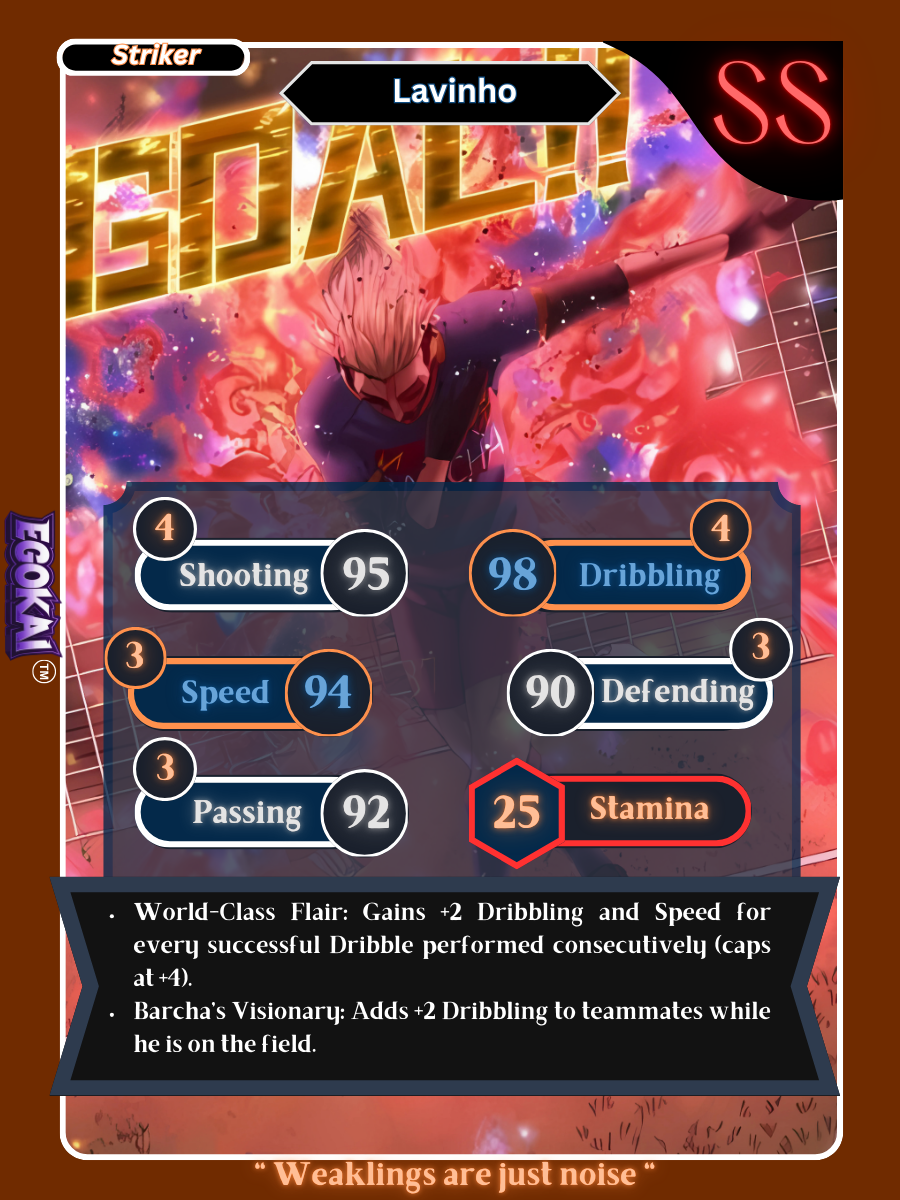 Striker
Lavinho
SS
GOAL!!
4
Shooting 95
4
98 Dribbling
3
Speed 94
3
90 Defending
3
Passing 92
25 Stamina
EGOKAI
TM
• World-Class Flair: Gains +2 Dribbling and Speed for
every successful Dribble performed consecutively (caps
at +4).
• Barcha's Visionary: Adds +2 Dribbling to teammates while
he is on the field.
“ Weaklings are just noise “